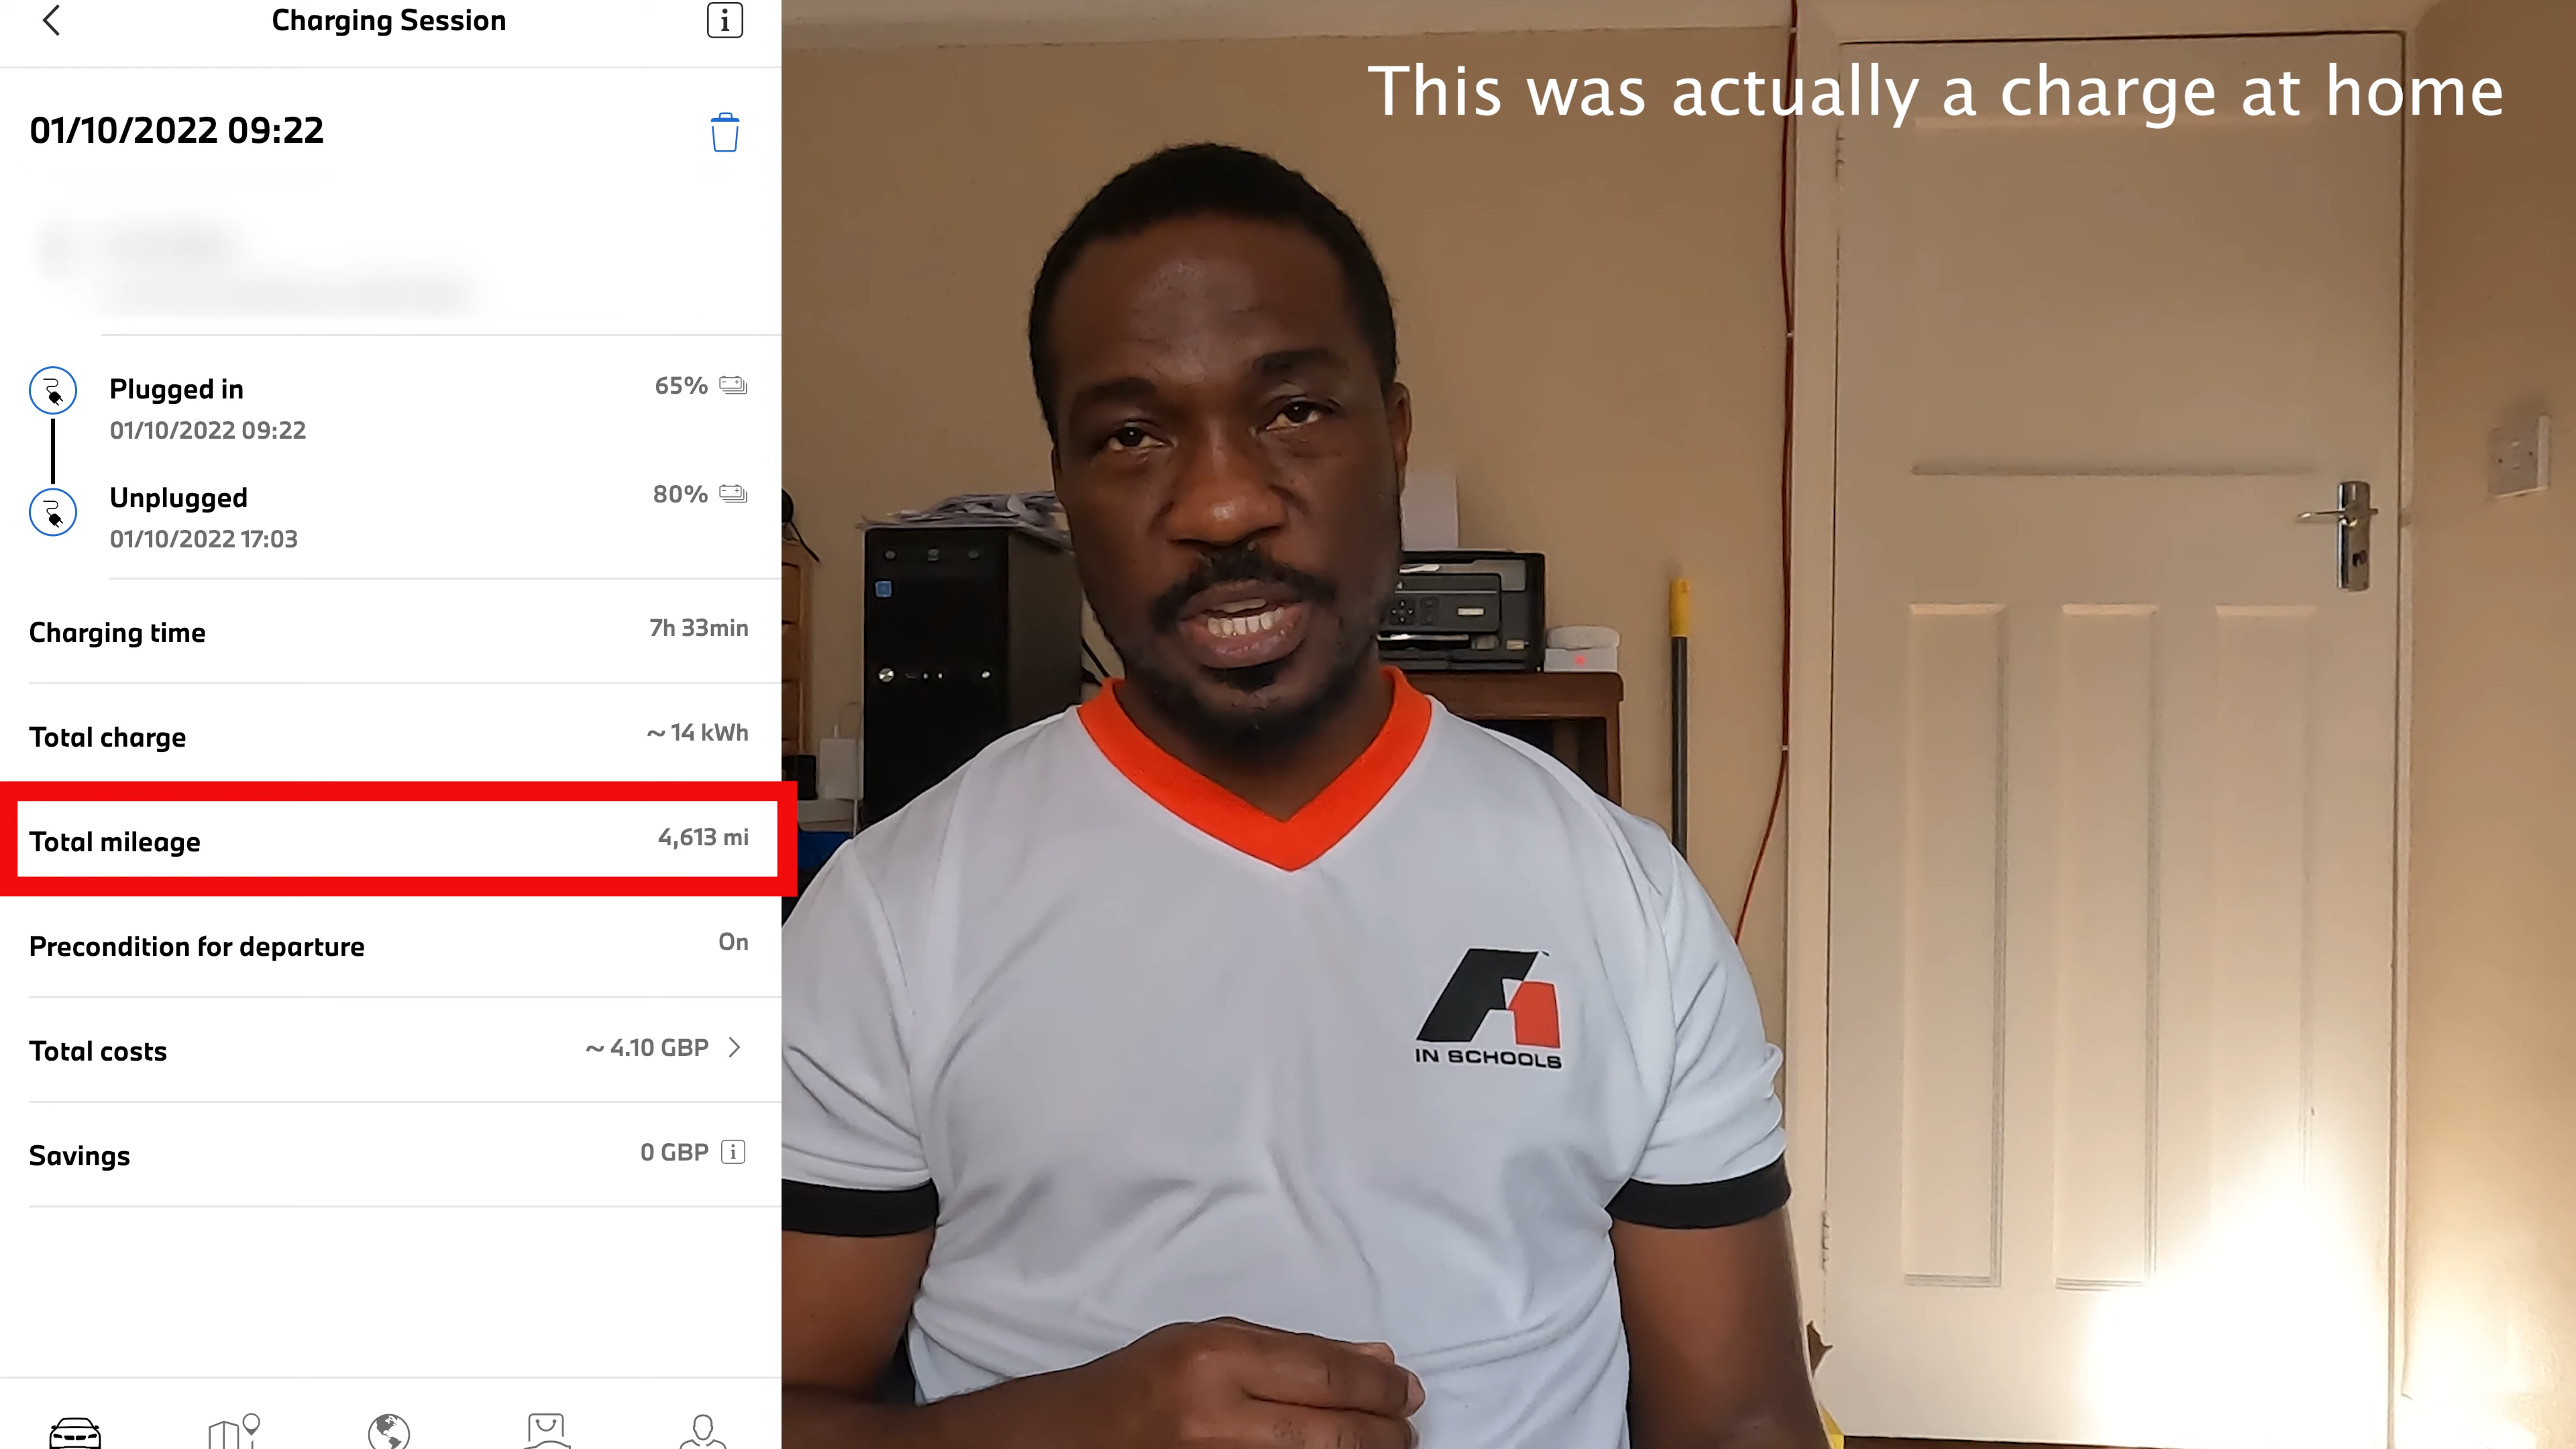 Charging Session
01/10/2022 09:22
Plugged in
65%
01/10/2022 09:22
Unplugged
80%
01/10/2022 17:03
Charging time
7h 33min
Total charge
~ 14 kWh
Total mileage
4,613 mi
Precondition for departure
On
Total costs
~ 4.10 GBP
Savings
0 GBP
This was actually a charge at home
IN SCHOOLS